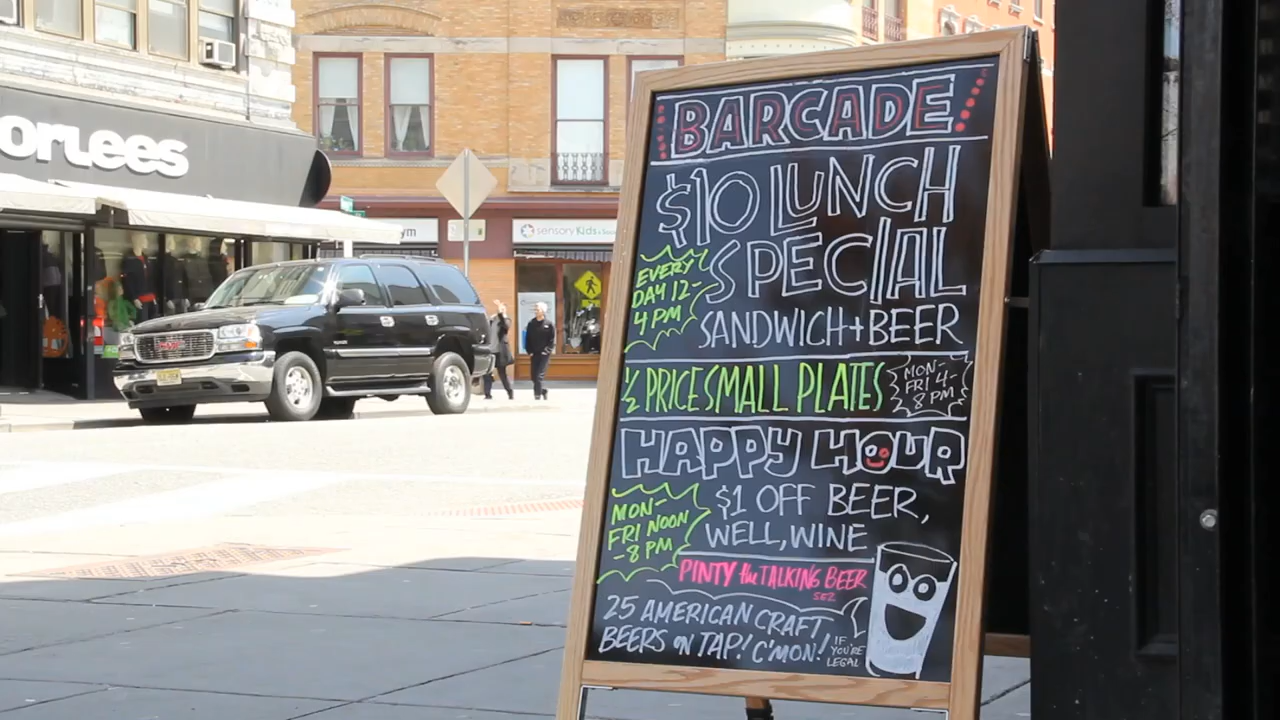 orlees
sensory Kids
BARCADE
$10 LUNCH
SPECIAL
EVERY
DAY 12-
4 PM
SANDWICH+BEER
½ PRICE SMALL PLATES
MON-
FRI 4-
8 PM
HAPPY HOUR
MON-
FRI NOON
-8 PM
$1 OFF BEER,
WELL, WINE
PINTY the TALKING BEER
SEZ
25 AMERICAN CRAFT
BEERS ON TAP! C'MON!
IF
YOU'RE
LEGAL